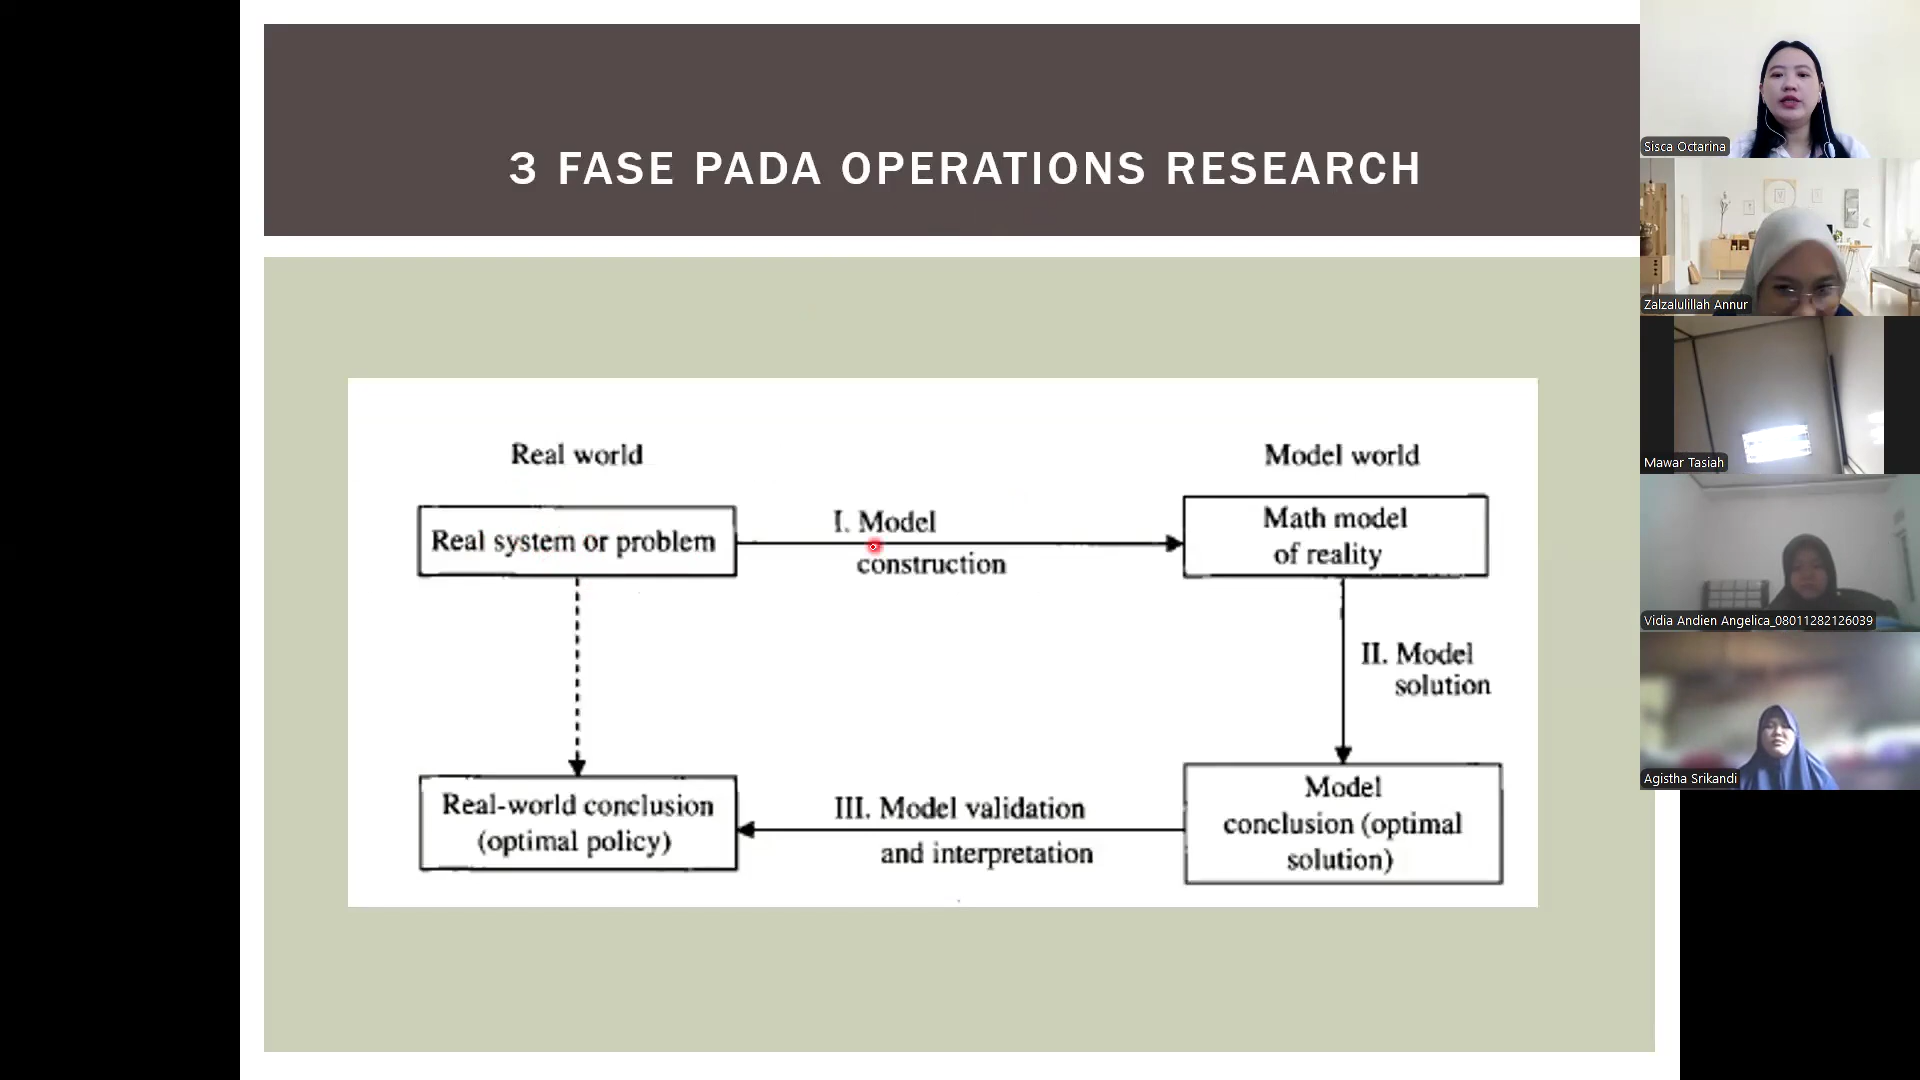 3 FASE PADA OPERATIONS RESEARCH
Real world
Model world
Real system or problem
I. Model
construction
Math model
of reality
II. Model
solution
Real-world conclusion
(optimal policy)
III. Model validation
and interpretation
Model
conclusion (optimal
solution)
Sisca Octarina
Zalzalulillah Annur
Mawar Tasiah
Vidia Andien Angelica_08011282126039
Agistha Srikandi